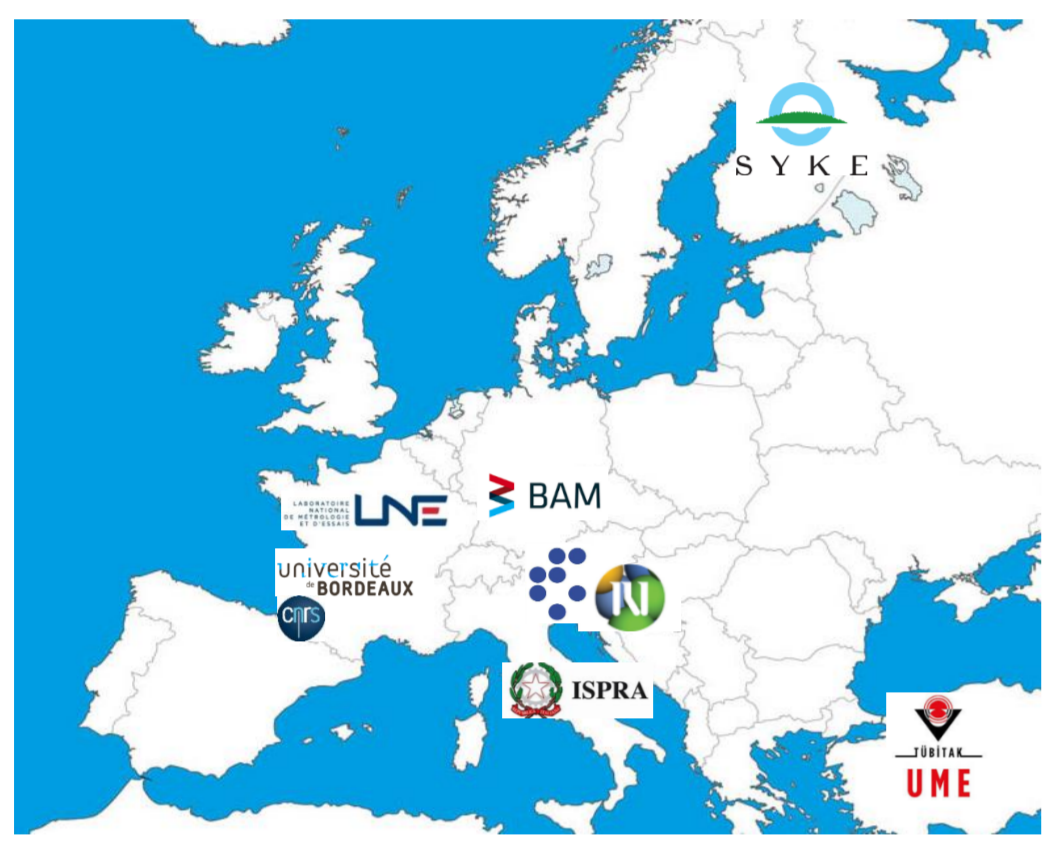 SYKE
LABORATOIRE
NATIONAL
DE MÉTROLOGIE
ET D'ESSAIS
LNE
BAM
université
de BORDEAUX
cnrs
N
ISPRA
TÜBİTAK
UME